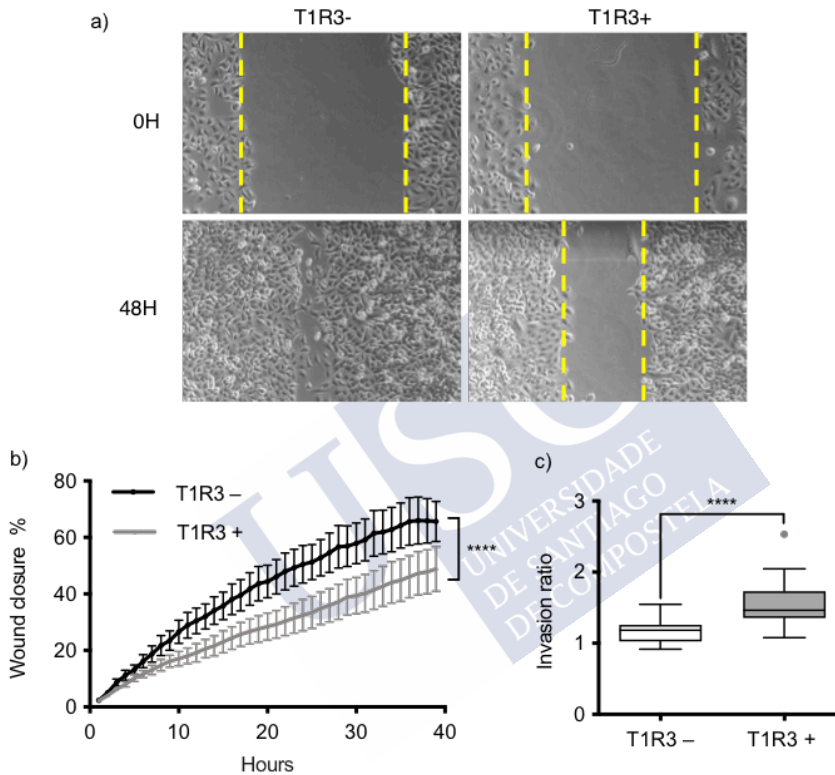 a)
T1R3-
T1R3+
0H
48H
b)
80
60
40
20
0
T1R3 –
T1R3 +
****
Wound closure %
0
10
20
30
40
Hours
c)
3
2
1
0
****
Invasion ratio
T1R3 –
T1R3 +
USC
UNIVERSIDADE
DE SANTIAGO
DE COMPOSTELA